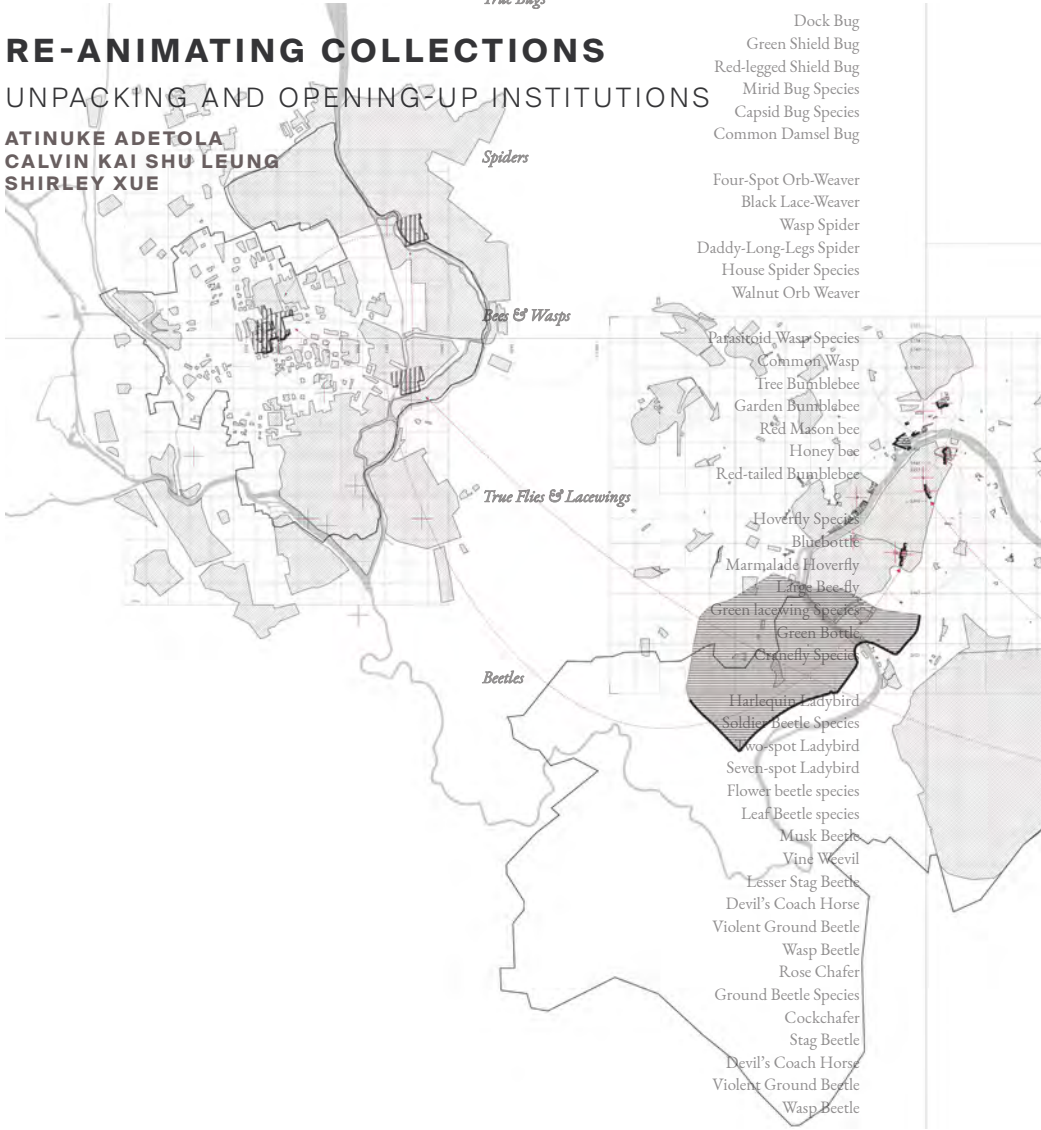 True Bugs
RE-ANIMATING COLLECTIONS
UNPACKING AND OPENING-UP INSTITUTIONS
ATINUKE ADETOLA
CALVIN KAI SHU LEUNG
SHIRLEY XUE
Dock Bug
Green Shield Bug
Red-legged Shield Bug
Mirid Bug Species
Capsid Bug Species
Common Damsel Bug
Spiders
Four-Spot Orb-Weaver
Black Lace-Weaver
Wasp Spider
Daddy-Long-Legs Spider
House Spider Species
Walnut Orb Weaver
Bees & Wasps
Parasitoid Wasp Species
Common Wasp
Tree Bumblebee
Garden Bumblebee
Red Mason bee
Honey bee
Red-tailed Bumblebee
True Flies & Lacewings
Hoverfly Species
Bluebottle
Marmalade Hoverfly
Large Bee-fly
Green lacewing Species
Green Bottle
Cranefly Species
Beetles
Harlequin Ladybird
Soldier Beetle Species
Two-spot Ladybird
Seven-spot Ladybird
Flower beetle species
Leaf Beetle species
Musk Beetle
Vine Weevil
Lesser Stag Beetle
Devil's Coach Horse
Violent Ground Beetle
Wasp Beetle
Rose Chafer
Ground Beetle Species
Cockchafer
Stag Beetle
Devil's Coach Horse
Violent Ground Beetle
Wasp Beetle